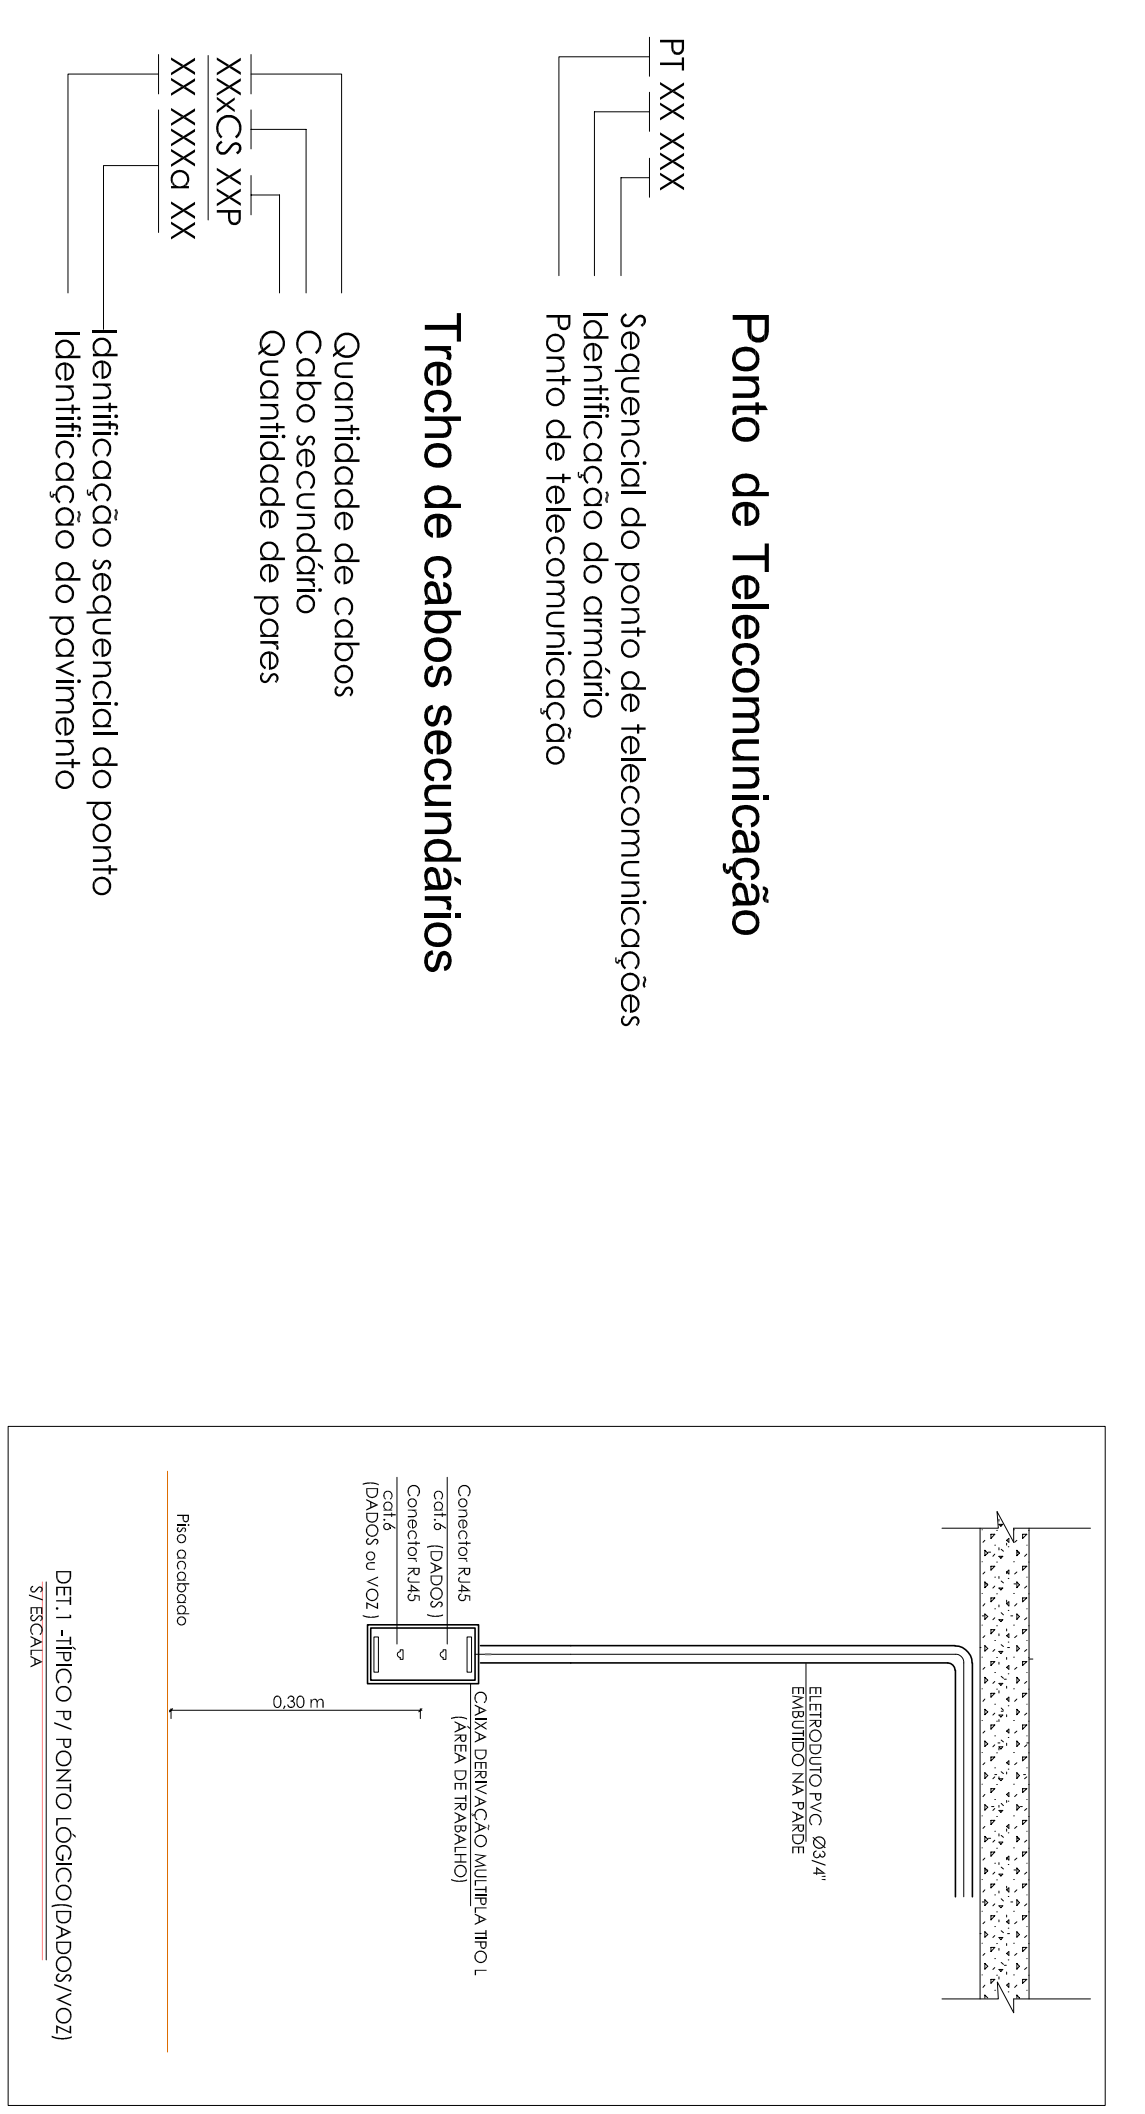 Ponto de Telecomunicação
PT XX XXX
Sequencial do ponto de telecomunicações
Identificação do armário
Ponto de telecomunicação
Trecho de cabos secundários
Quantidade de cabos
Cabo secundário
Quantidade de pares
XXxCS XXP
XX XXXa XX
Identificação sequencial do ponto
Identificação do pavimento
ELETRODUTO PVC Ø3/4"
EMBUTIDO NA PARDE
CAIXA DERIVAÇÃO MULTIPLA TIPO L
(ÁREA DE TRABALHO)
Conector RJ45
cat.6 (DADOS )
Conector RJ45
cat.6
(DADOS ou VOZ )
0,30 m
Piso acabado
DET.1 -TÍPICO P/ PONTO LÓGICO(DADOS/VOZ)
S/ ESCALA